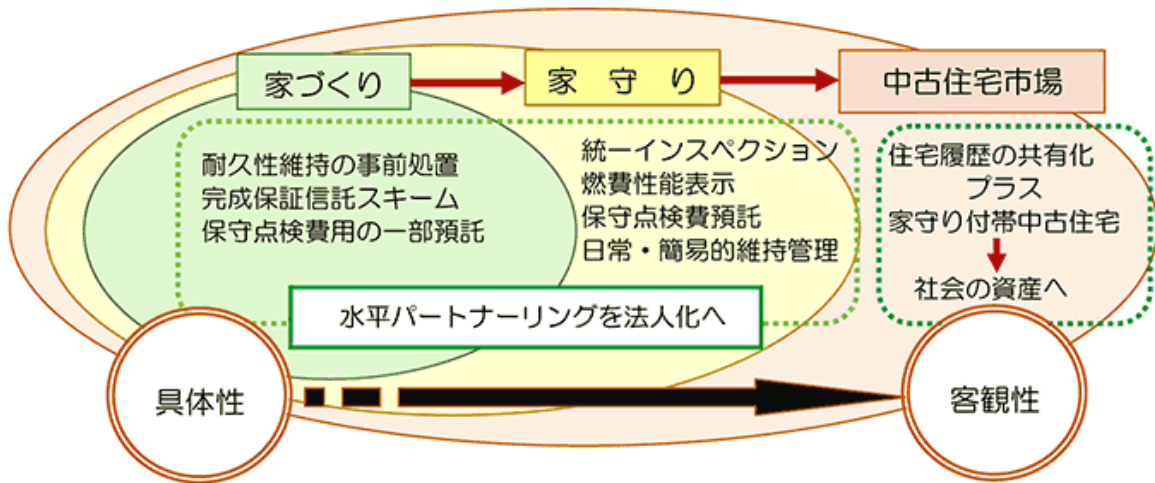 家づくり
家 守 り
中古住宅市場
耐久性維持の事前処置
完成保証信託スキーム
保守点検費用の一部預託
統一インスペクション
燃費性能表示
保守点検費預託
日常・簡易的維持管理
住宅履歴の共有化
プラス
家守り付帯中古住宅
社会の資産へ
水平パートナーリングを法人化へ
具体性
客観性